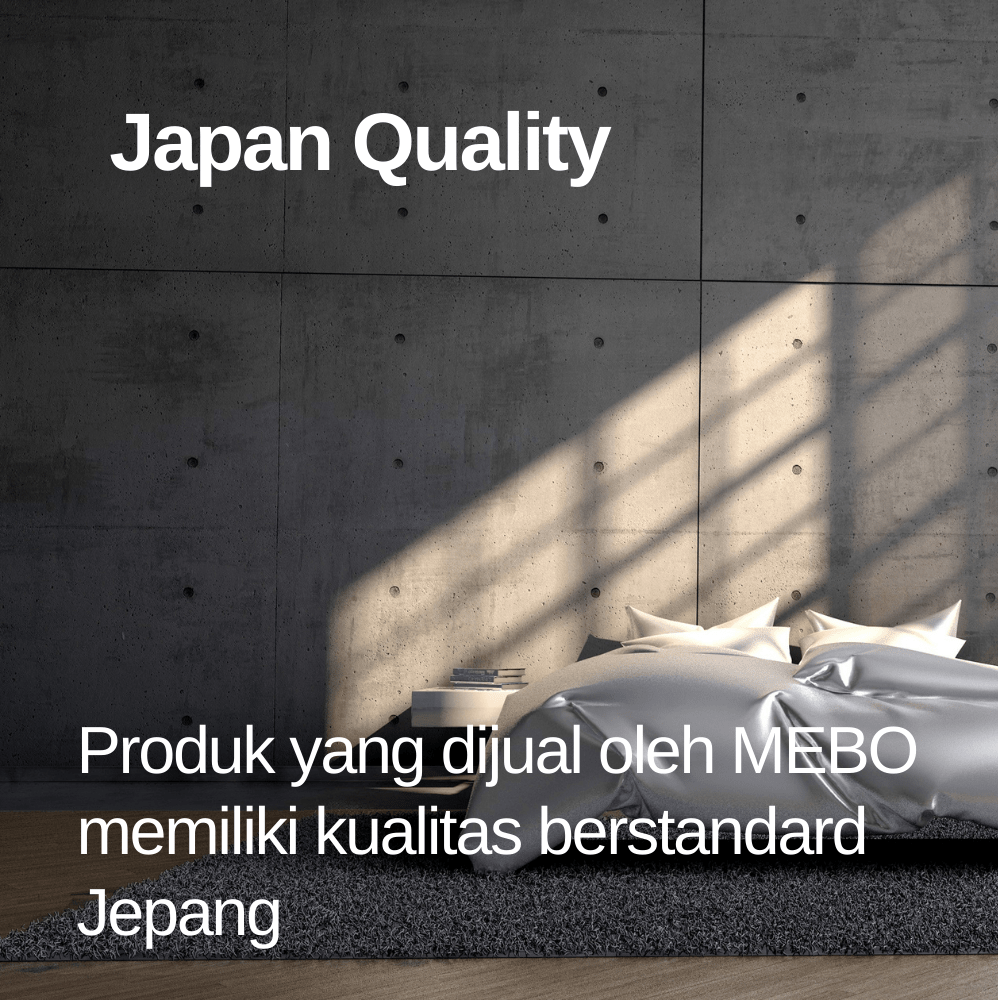 Japan Quality
Produk yang dijual oleh MEBO
memiliki kualitas berstandard
Jepang